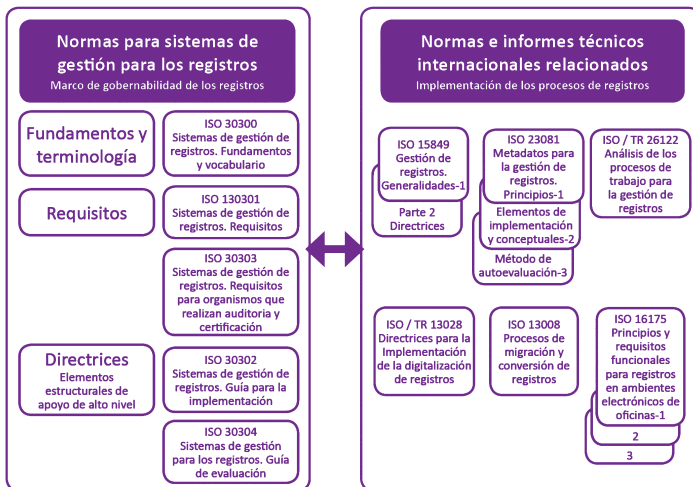 Normas para sistemas de
gestión para los registros
Marco de gobernabilidad de los registros
Fundamentos y
terminología
ISO 30300
Sistemas de gestión de
registros. Fundamentos
y vocabulario
Requisitos
ISO 130301
Sistemas de gestión de
registros. Requisitos
ISO 30303
Sistemas de gestión de
registros. Requisitos
para organismos que
realizan auditoria y
certificación
Directrices
Elementos
estructurales de
apoyo de alto nivel
ISO 30302
Sistemas de gestión de
registros. Guía para la
implementación
ISO 30304
Sistemas de gestión
para los registros. Guía
de evaluación
Normas e informes técnicos
internacionales relacionados
Implementación de los procesos de registros
ISO 15849
Gestión de
registros.
Generalidades-1
Parte 2
Directrices
ISO 23081
Metadatos para
la gestión de
registros.
Principios-1
Elementos de
implementación
y conceptuales-2
Método de
autoevaluación-3
ISO / TR 26122
Análisis de los
procesos de
trabajo para
la gestión de
registros
ISO / TR 13028
Directrices para la
Implementación
de la digitalización
de registros
ISO 13008
Procesos de
migración y
conversión de
registros
ISO 16175
Principios y
requisitos
funcionales
para registros
en ambientes
electrónicos de
oficinas-1
2
3